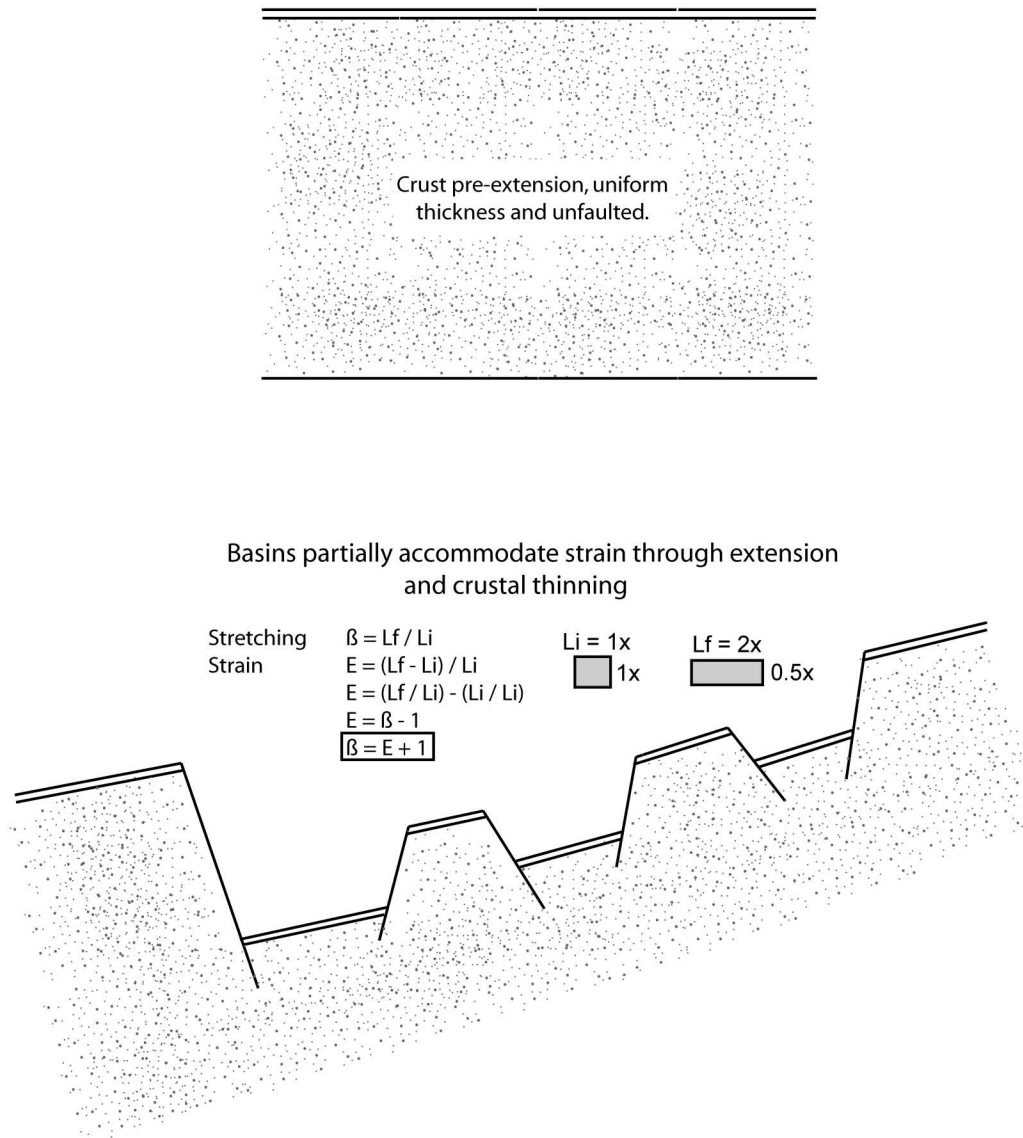 Crust pre-extension, uniform
thickness and unfaulted.
Basins partially accommodate strain through extension
and crustal thinning
Stretching ß = Lf / Li
Strain E = (Lf - Li) / Li
E = (Lf / Li) - (Li / Li)
E = ß - 1
ß = E + 1
Li = 1x
1x
Lf = 2x
0.5x